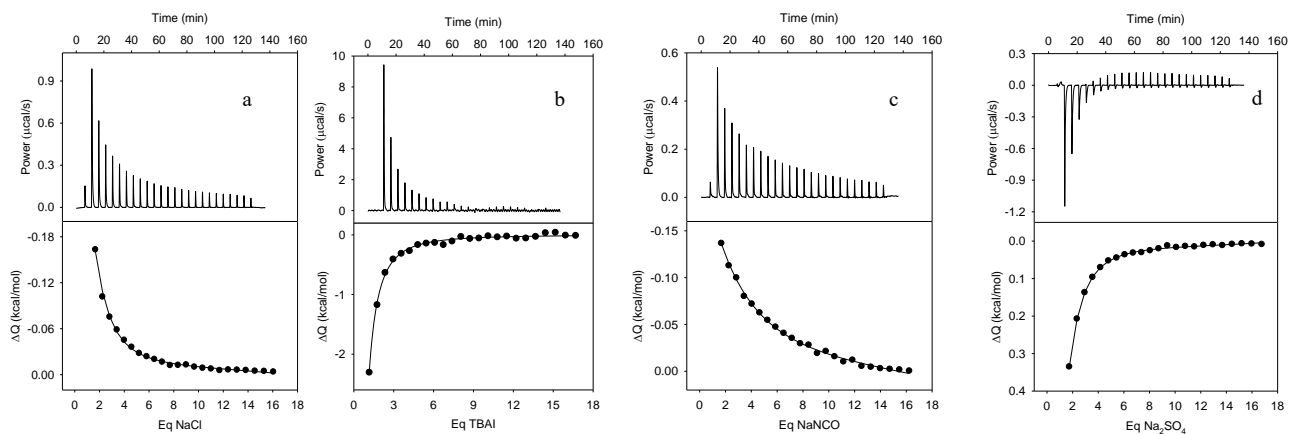 Time (min)
0 20 40 60 80 100 120 140 160
Power (µcal/s)
0.9
0.6
0.3
0.0
a
ΔQ (kcal/mol)
-0.18
-0.12
-0.06
0.00
0 2 4 6 8 10 12 14 16 18
Eq NaCl
Time (min)
0 20 40 60 80 100 120 140 160
Power (µcal/s)
10
8
6
4
2
0
b
ΔQ (kcal/mol)
0
-1
-2
0 3 6 9 12 15 18
Eq TBAI
Time (min)
0 20 40 60 80 100 120 140 160
Power (µcal/s)
0.6
0.4
0.2
0.0
c
ΔQ (kcal/mol)
-0.15
-0.10
-0.05
0.00
0 2 4 6 8 10 12 14 16 18
Eq NaNCO
Time (min)
0 20 40 60 80 100 120 140 160
Power (µcal/s)
0.3
0.0
-0.3
-0.6
-0.9
-1.2
d
ΔQ (kcal/mol)
0.0
0.1
0.2
0.3
0.4
0 2 4 6 8 10 12 14 16 18
Eq Na₂SO₄